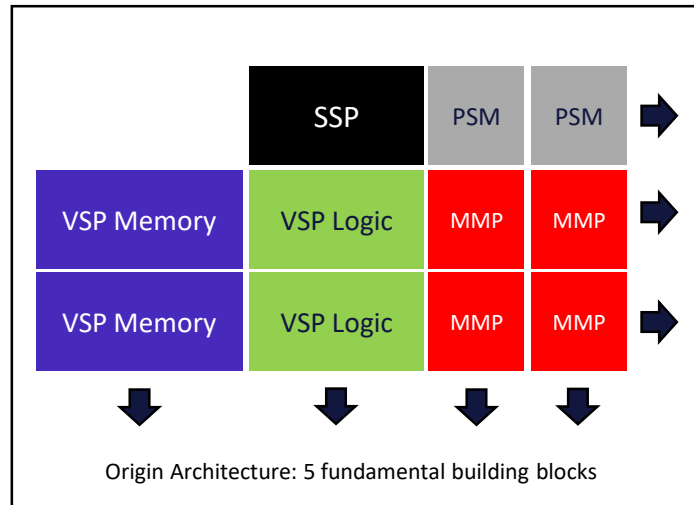 SSP PSM PSM
VSP Memory VSP Logic MMP MMP
VSP Memory VSP Logic MMP MMP
Origin Architecture: 5 fundamental building blocks